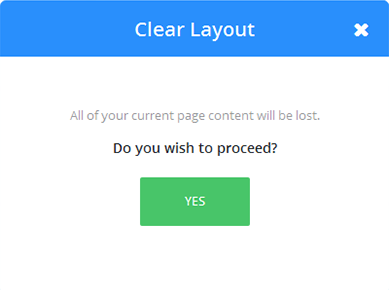 Clear Layout
All of your current page content will be lost.
Do you wish to proceed?
YES